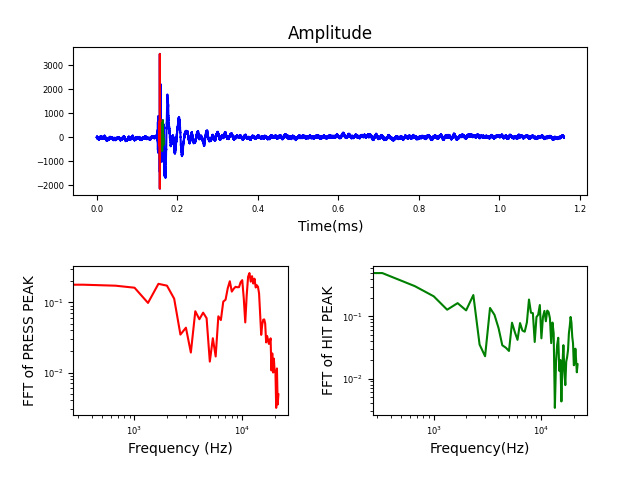 Amplitude
3000
2000
1000
0
−1000
−2000
0.0 0.2 0.4 0.6 0.8 1.0 1.2
Time(ms)
FFT of PRESS PEAK
10⁻¹
10⁻²
10³ 10⁴
Frequency (Hz)
FFT of HIT PEAK
10⁻¹
10⁻²
10³ 10⁴
Frequency(Hz)